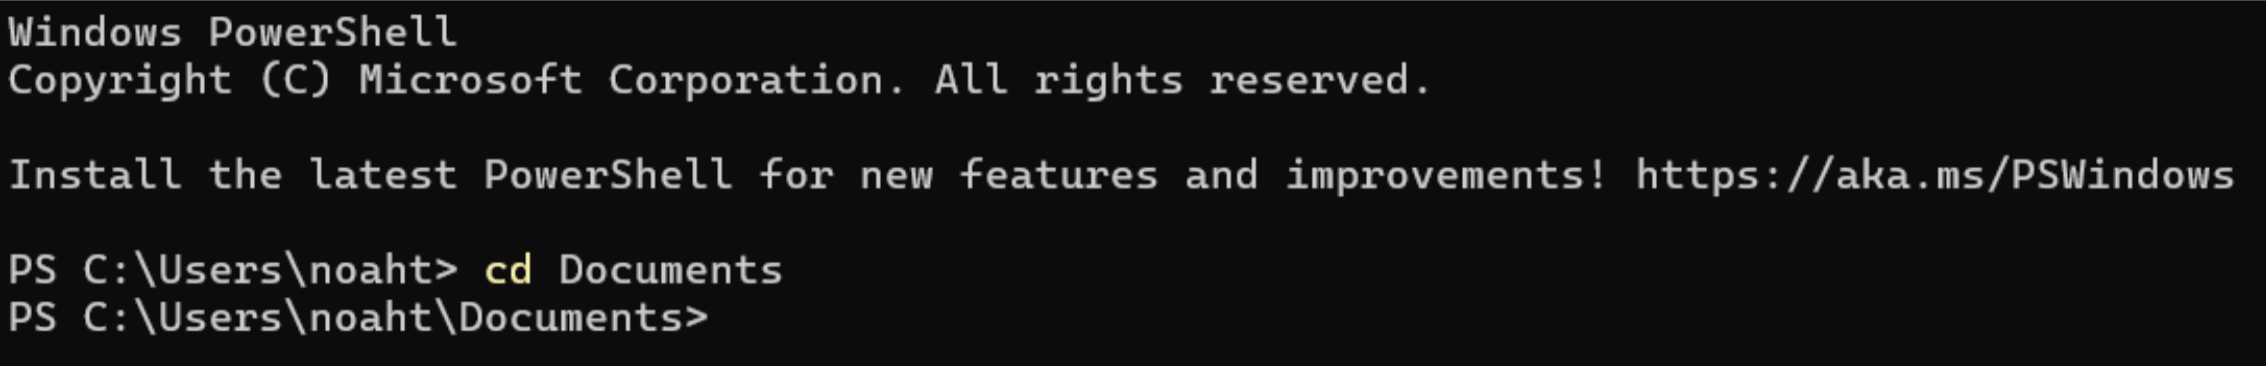 Windows PowerShell
Copyright (C) Microsoft Corporation. All rights reserved.
Install the latest PowerShell for new features and improvements! https://aka.ms/PSWindows
PS C:\Users\noaht> cd Documents
PS C:\Users\noaht\Documents>